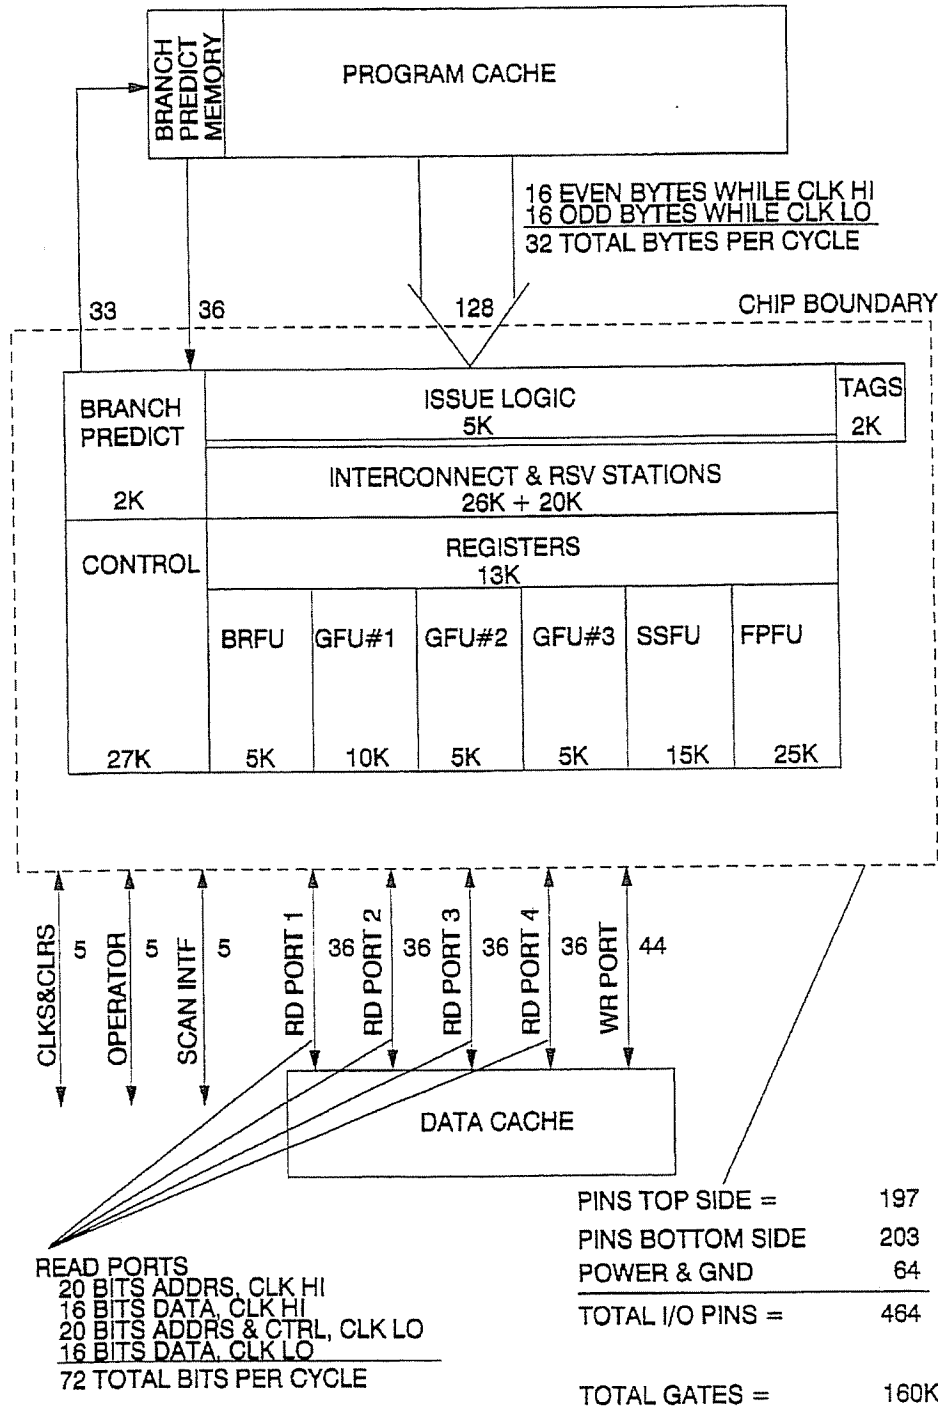 BRANCH
PREDICT
MEMORY
PROGRAM CACHE
16 EVEN BYTES WHILE CLK HI
16 ODD BYTES WHILE CLK LO
32 TOTAL BYTES PER CYCLE
33
36
128
CHIP BOUNDARY
BRANCH
PREDICT
2K
ISSUE LOGIC
5K
TAGS
2K
INTERCONNECT & RSV STATIONS
26K + 20K
CONTROL
27K
REGISTERS
13K
BRFU
5K
GFU#1
10K
GFU#2
5K
GFU#3
5K
SSFU
15K
FPFU
25K
CLKS&CLRS
5
OPERATOR
5
SCAN INTF
5
RD PORT 1
36
RD PORT 2
36
RD PORT 3
36
RD PORT 4
36
WR PORT
44
DATA CACHE
READ PORTS
20 BITS ADDRS, CLK HI
16 BITS DATA, CLK HI
20 BITS ADDRS & CTRL, CLK LO
16 BITS DATA, CLK LO
72 TOTAL BITS PER CYCLE
PINS TOP SIDE = 197
PINS BOTTOM SIDE 203
POWER & GND 64
TOTAL I/O PINS = 464
TOTAL GATES = 160K